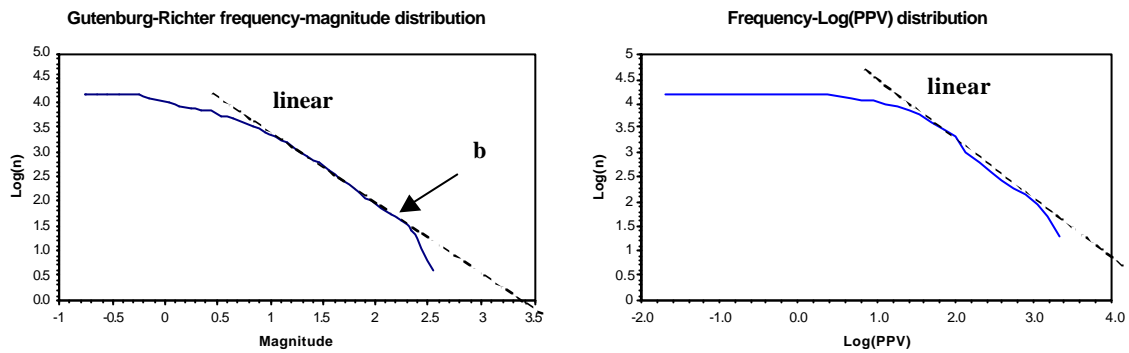 Gutenburg-Richter frequency-magnitude distribution
5.0
4.5
4.0
3.5
3.0
2.5
2.0
1.5
1.0
0.5
0.0
Log(n)
linear
b
-1 -0.5 0 0.5 1 1.5 2 2.5 3 3.5
Magnitude
Frequency-Log(PPV) distribution
5
4.5
4
3.5
3
2.5
2
1.5
1
0.5
0
Log(n)
linear
-2.0 -1.0 0.0 1.0 2.0 3.0 4.0
Log(PPV)